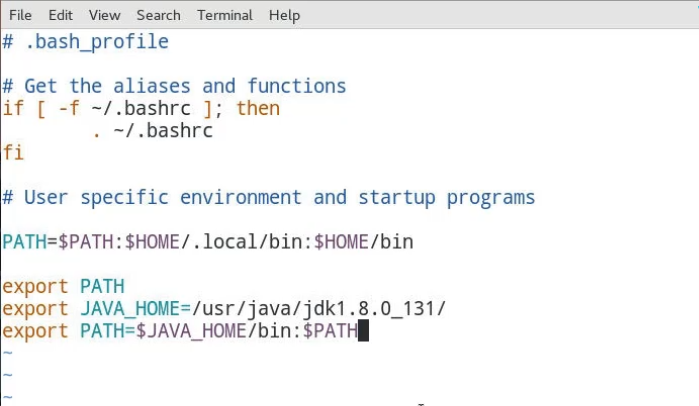 File Edit View Search Terminal Help
# .bash_profile
# Get the aliases and functions
if [ -f ~/.bashrc ]; then
        . ~/.bashrc
fi
# User specific environment and startup programs
PATH=$PATH:$HOME/.local/bin:$HOME/bin
export PATH
export JAVA_HOME=/usr/java/jdk1.8.0_131/
export PATH=$JAVA_HOME/bin:$PATH
~
~
~